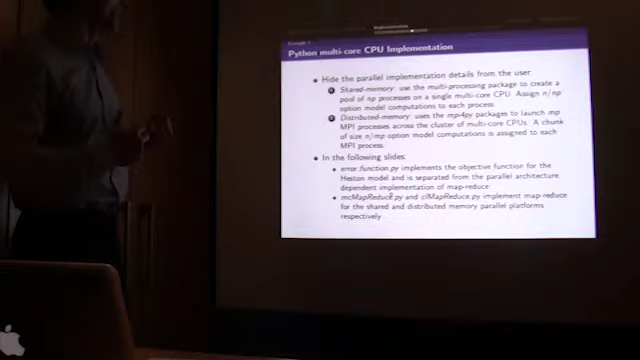 Implementation
Python multi-core CPU Implementation
Hide the parallel implementation details from the user
1 Shared-memory: use the multi-processing package to create a
pool of np processes on a single multi-core CPU. Assign n/np
option model computations to each process.
2 Distributed-memory: uses the mp4py packages to launch mp
MPI processes across the cluster of multi-core CPUs. A chunk
of size n/mp option model computations is assigned to each
MPI process.
In the following slides:
error function.py implements the objective function for the
Heston model and is separated from the parallel architecture
dependent implementation of map-reduce
mcMapReduce.py and clMapReduce.py implement map-reduce
for the shared and distributed memory parallel platforms
respectively